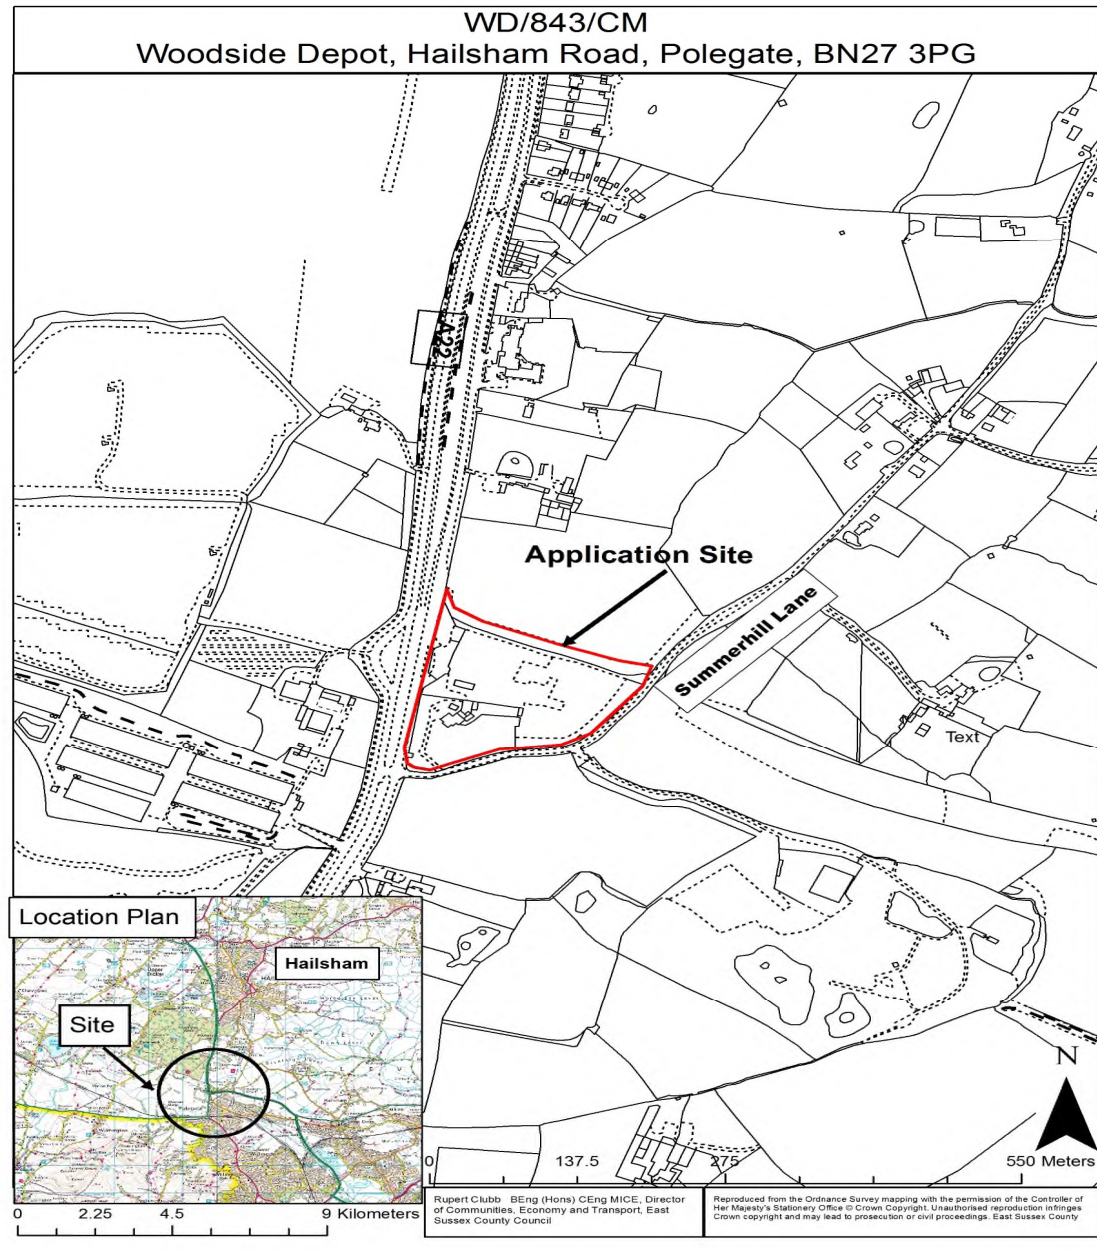 WD/843/CM
Woodside Depot, Hailsham Road, Polegate, BN27 3PG
A22
Application Site
Summerhill Lane
Text
Location Plan
Hailsham
Site
N
0 137.5 275 550 Meters
0 2.25 4.5 9 Kilometers
Rupert Clubb BEng (Hons) CEng MICE, Director
of Communities, Economy and Transport, East
Sussex County Council
Reproduced from the Ordnance Survey mapping with the permission of the Controller of
Her Majesty's Stationery Office © Crown Copyright. Unauthorised reproduction infringes
Crown copyright and may lead to prosecution or civil proceedings. East Sussex County